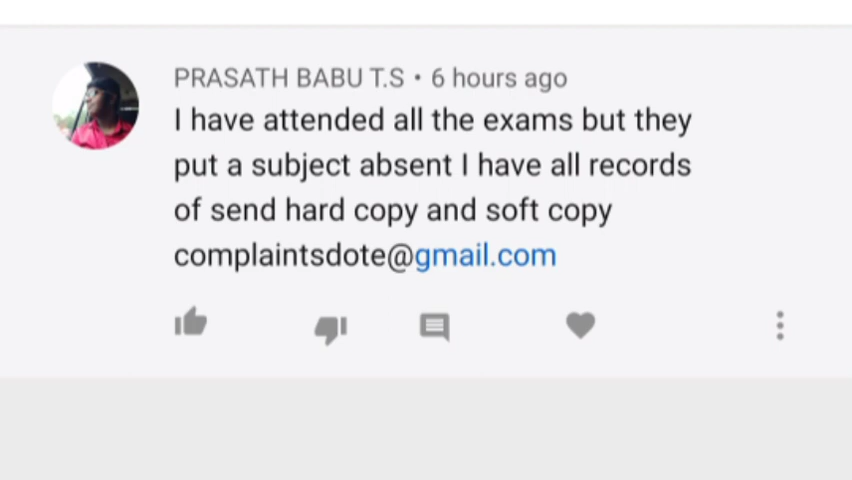 PRASATH BABU T.S • 6 hours ago
I have attended all the exams but they
put a subject absent I have all records
of send hard copy and soft copy
complaintsdote@gmail.com